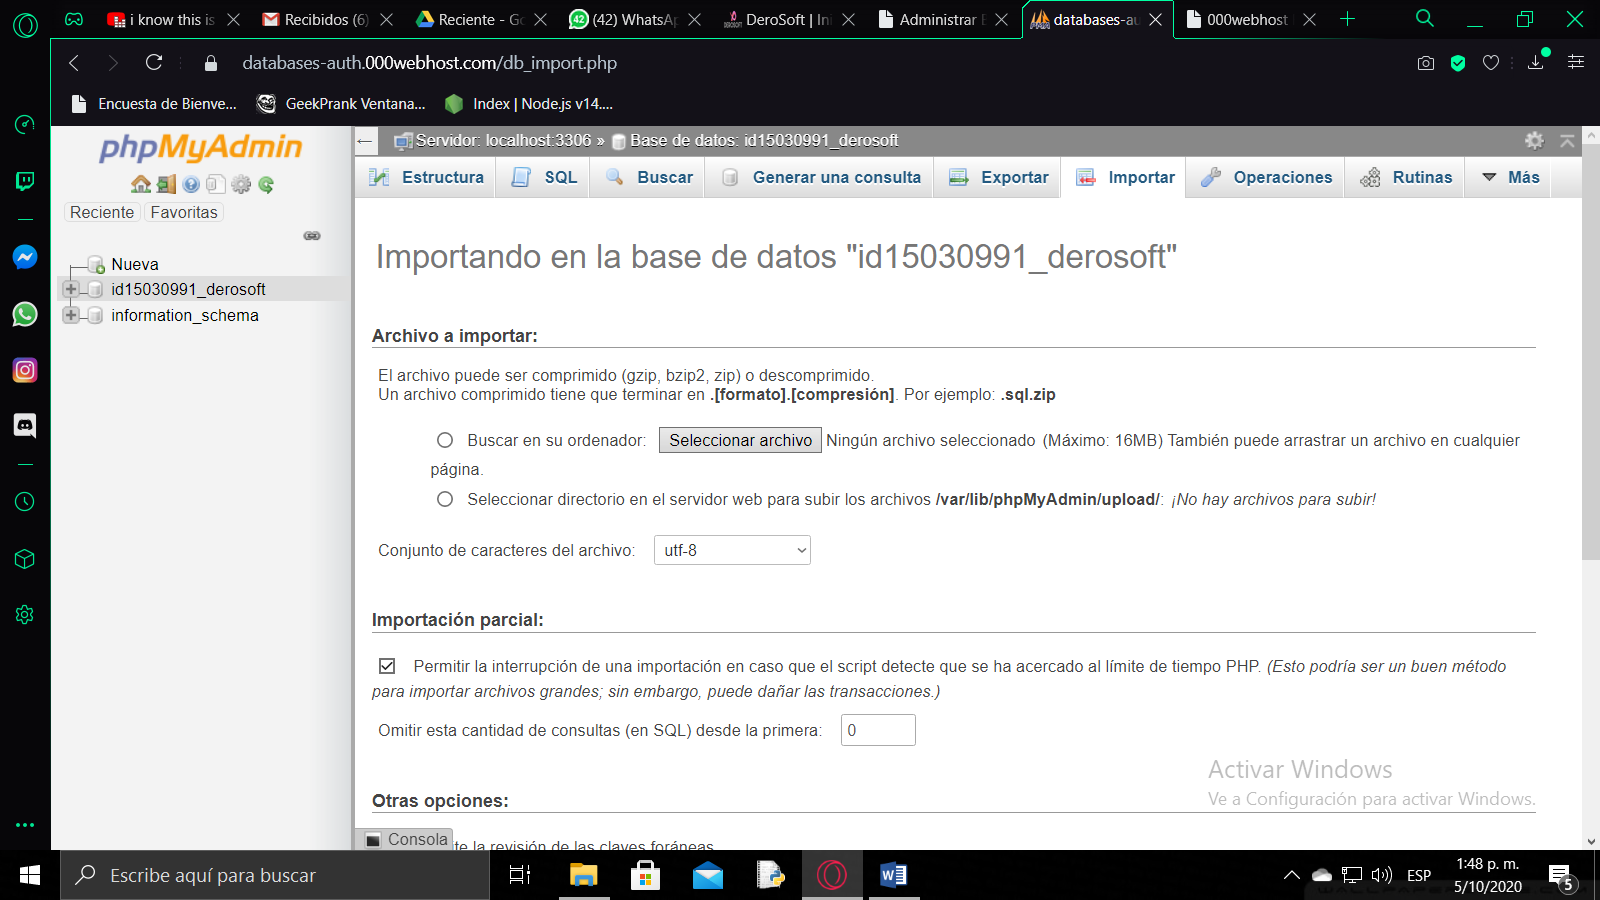 i know this is
Recibidos (6)
Reciente - Go
(42) WhatsAp
DeroSoft | Ini
Administrar B
databases-au
000webhost
databases-auth.000webhost.com/db_import.php
Encuesta de Bienve...
GeekPrank Ventana...
Index | Node.js v14....
phpMyAdmin
Reciente
Favoritas
Nueva
id15030991_derosoft
information_schema
Servidor: localhost:3306 » Base de datos: id15030991_derosoft
Estructura
SQL
Buscar
Generar una consulta
Exportar
Importar
Operaciones
Rutinas
Más
Importando en la base de datos "id15030991_derosoft"
Archivo a importar:
El archivo puede ser comprimido (gzip, bzip2, zip) o descomprimido.
Un archivo comprimido tiene que terminar en .[formato].[compresión]. Por ejemplo: .sql.zip
Buscar en su ordenador: Seleccionar archivo Ningún archivo seleccionado (Máximo: 16MB) También puede arrastrar un archivo en cualquier
página.
Seleccionar directorio en el servidor web para subir los archivos /var/lib/phpMyAdmin/upload/: ¡No hay archivos para subir!
Conjunto de caracteres del archivo: utf-8
Importación parcial:
Permitir la interrupción de una importación en caso que el script detecte que se ha acercado al límite de tiempo PHP. (Esto podría ser un buen método
para importar archivos grandes; sin embargo, puede dañar las transacciones.)
Omitir esta cantidad de consultas (en SQL) desde la primera: 0
Activar Windows
Ve a Configuración para activar Windows.
Otras opciones:
Consola
te la revisión de las claves foráneas
Escribe aquí para buscar
ESP
1:48 p. m.
5/10/2020
5